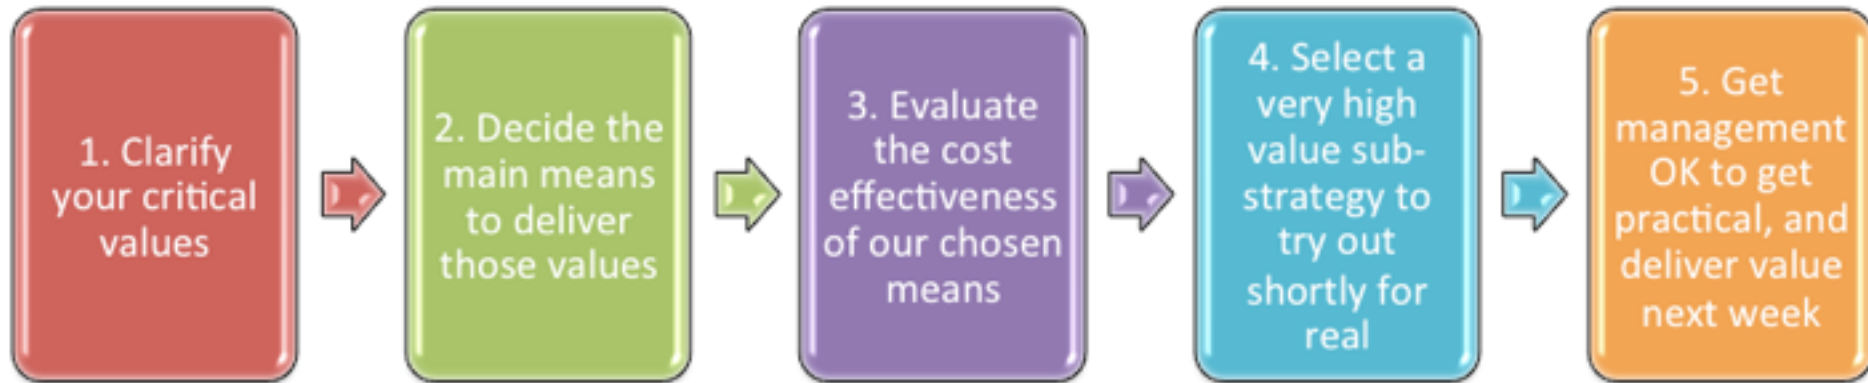 1. Clarify
your critical
values
2. Decide the
main means
to deliver
those values
3. Evaluate
the cost
effectiveness
of our chosen
means
4. Select a
very high
value sub-
strategy to
try out
shortly for
real
5. Get
management
OK to get
practical, and
deliver value
next week